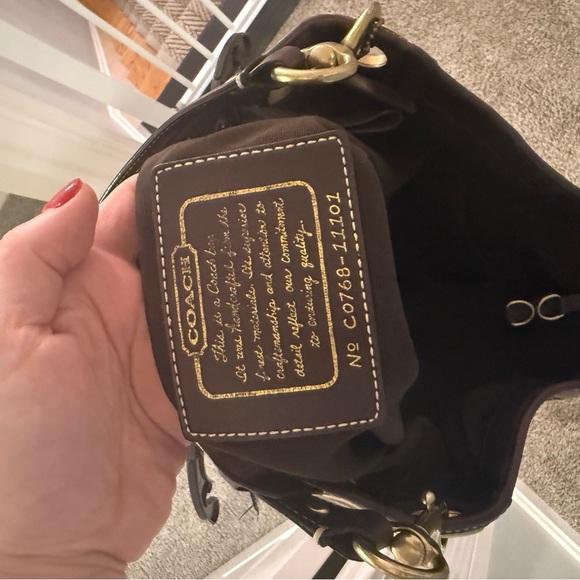 COACH
This is a Coach bag.
It was handcrafted from the
finest materials. Its superior
craftsmanship and attention to
detail reflect our commitment
to enduring quality.
Nº C0768-11101